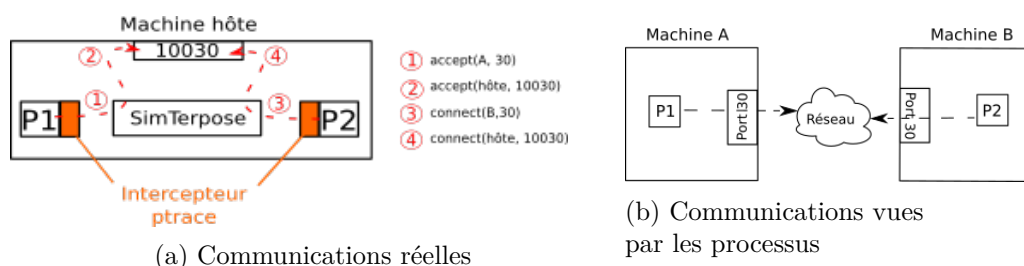 Machine hôte
10030
2
4
1
3
P1
SimTerpose
P2
Intercepteur
ptrace
1 accept(A, 30)
2 accept(hôte, 10030)
3 connect(B,30)
4 connect(hôte, 10030)
(a) Communications réelles
Machine A
Machine B
P1
Port 30
Réseau
Port 30
P2
(b) Communications vues
par les processus